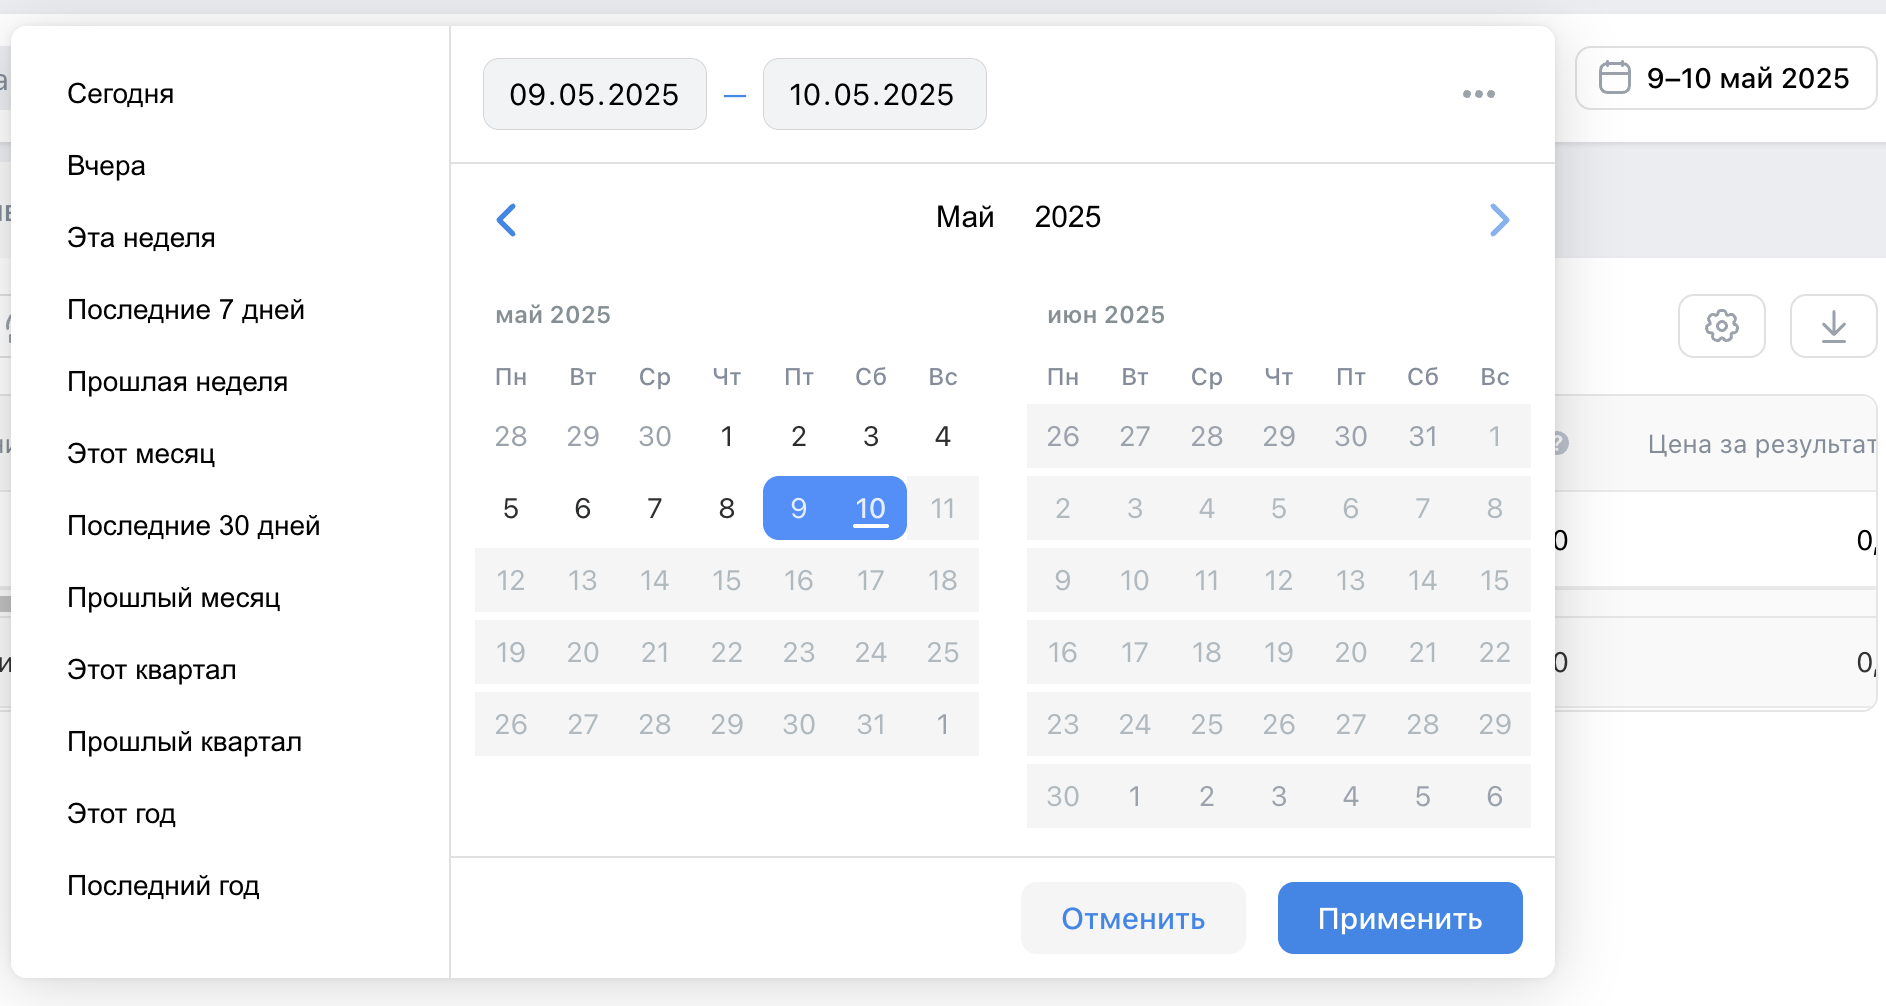 Сегодня
Вчера
Эта неделя
Последние 7 дней
Прошлая неделя
Этот месяц
Последние 30 дней
Прошлый месяц
Этот квартал
Прошлый квартал
Этот год
Последний год
09.05.2025 — 10.05.2025
Май 2025
май 2025
Пн Вт Ср Чт Пт Сб Вс
28 29 30 1 2 3 4
5 6 7 8 9 10 11
12 13 14 15 16 17 18
19 20 21 22 23 24 25
26 27 28 29 30 31 1
июн 2025
Пн Вт Ср Чт Пт Сб Вс
26 27 28 29 30 31 1
2 3 4 5 6 7 8
9 10 11 12 13 14 15
16 17 18 19 20 21 22
23 24 25 26 27 28 29
30 1 2 3 4 5 6
Отменить
Применить
9–10 май 2025
Цена за результат
0 0,
0 0,